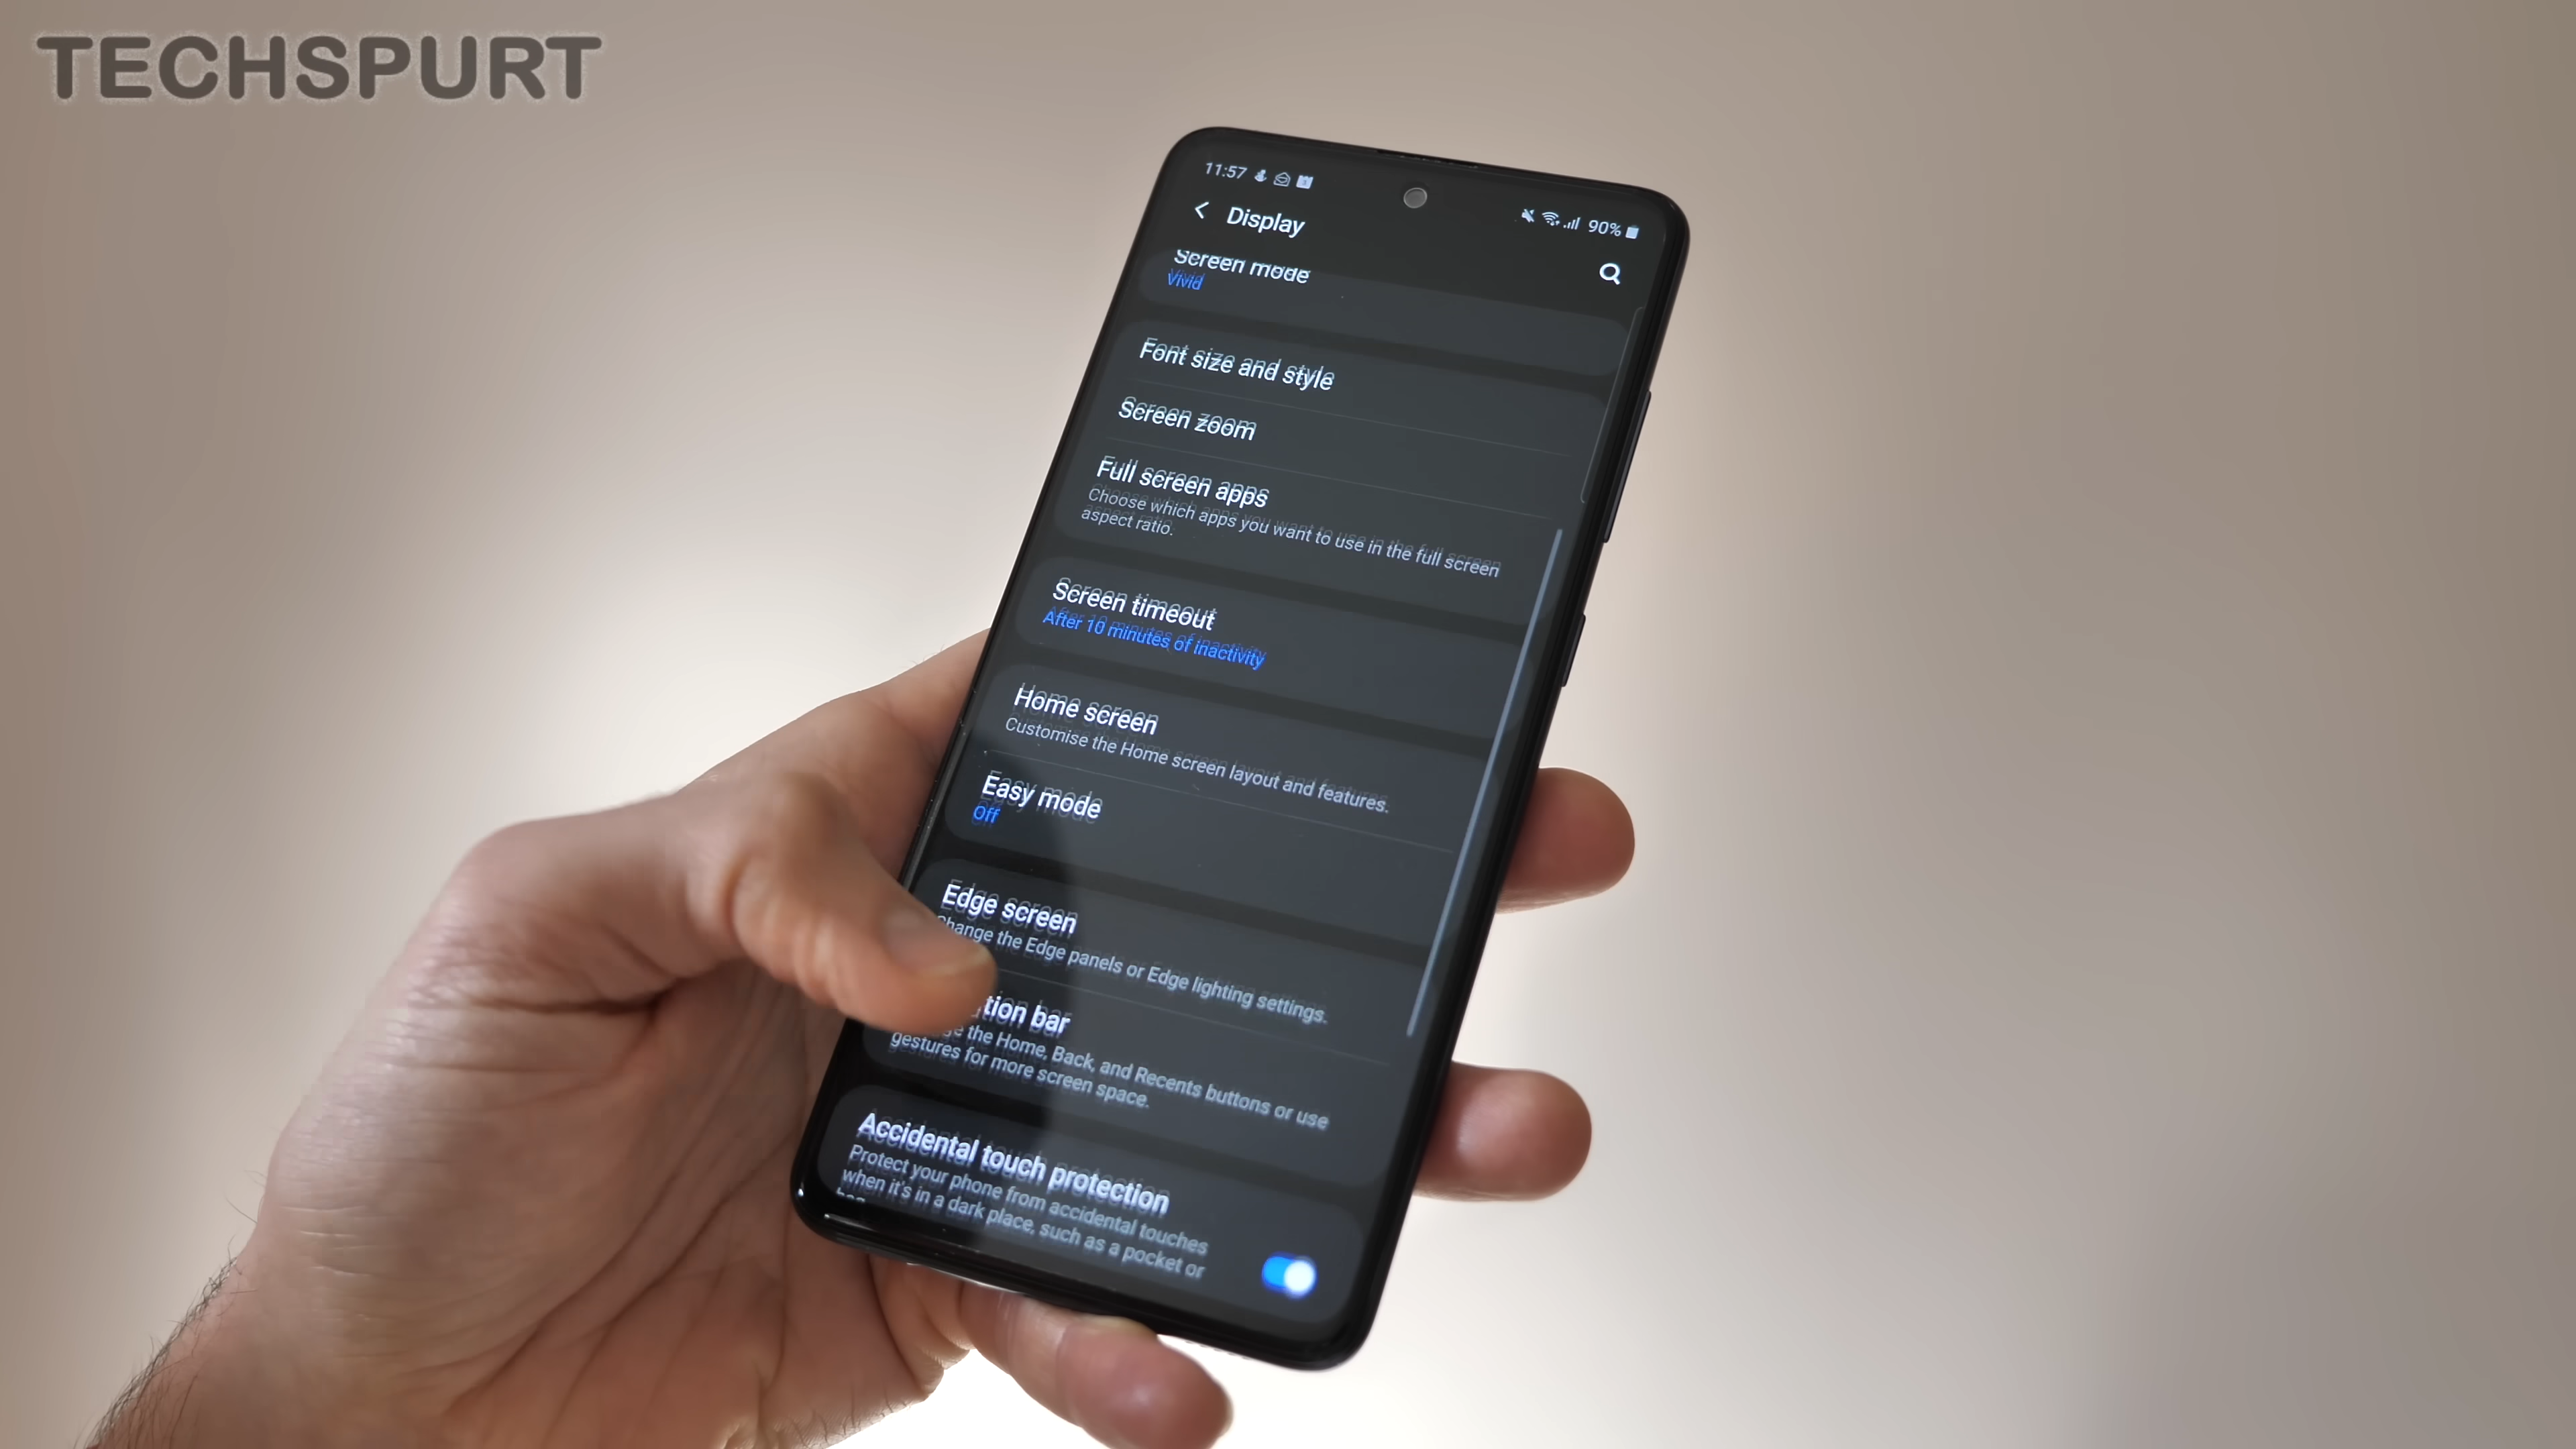 TECHSPURT
11:57
90%
Display
Screen mode
Vivid
Font size and style
Screen zoom
Full screen apps
Choose which apps you want to use in the full screen
aspect ratio.
Screen timeout
After 10 minutes of inactivity
Home screen
Customise the Home screen layout and features.
Easy mode
Off
Edge screen
Change the Edge panels or Edge lighting settings.
tion bar
the Home, Back, and Recents buttons or use
gestures for more screen space.
Accidental touch protection
Protect your phone from accidental touches
when it's in a dark place, such as a pocket or